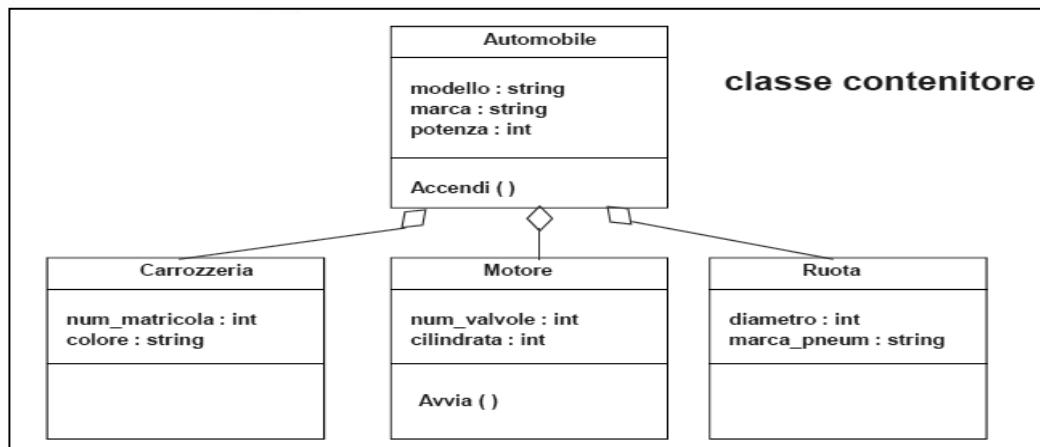 Automobile
modello : string
marca : string
potenza : int
Accendi ( )
classe contenitore
Carrozzeria
num_matricola : int
colore : string
Motore
num_valvole : int
cilindrata : int
Avvia ( )
Ruota
diametro : int
marca_pneum : string